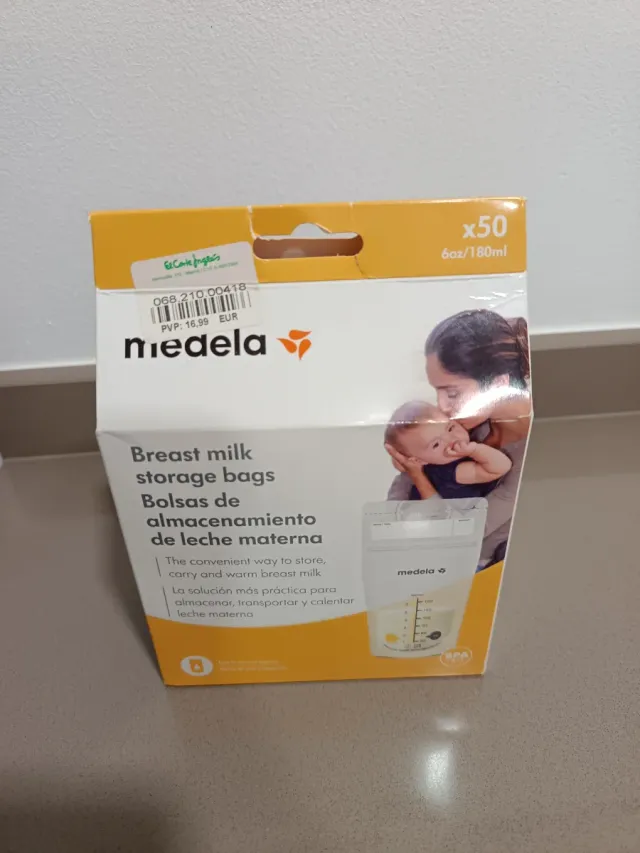 x50
6oz/180ml
El Corte Inglés
068.210.00418
PVP: 16,99 EUR
medela
Breast milk
storage bags
Bolsas de
almacenamiento
de leche materna
The convenient way to store,
carry and warm breast milk
La solución más práctica para
almacenar, transportar y calentar
leche materna
medela